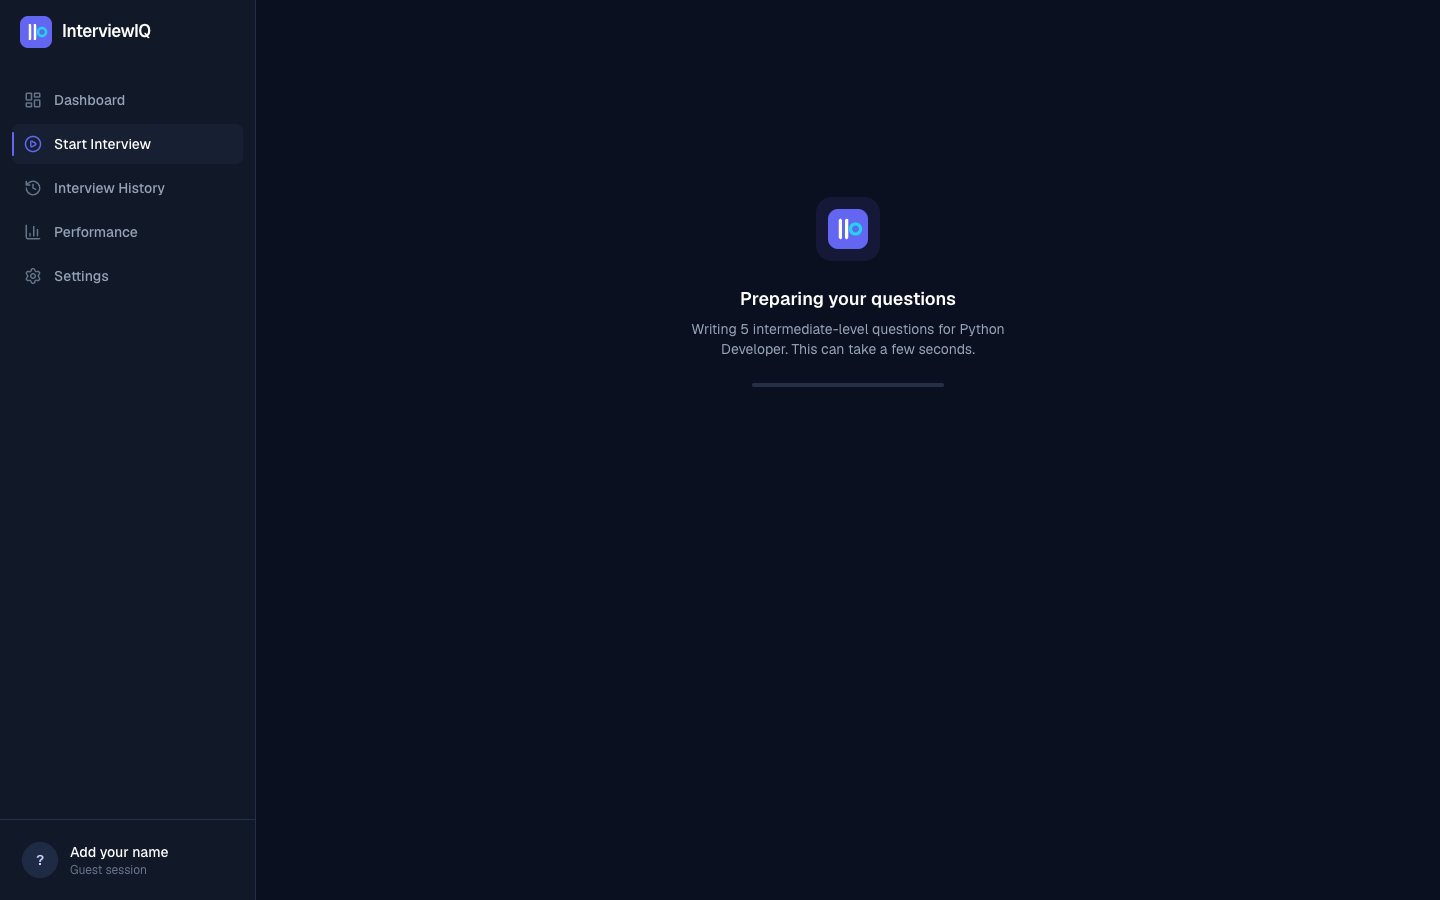 InterviewIQ
Dashboard
Start Interview
Interview History
Performance
Settings
Preparing your questions
Writing 5 intermediate-level questions for Python
Developer. This can take a few seconds.
?
Add your name
Guest session